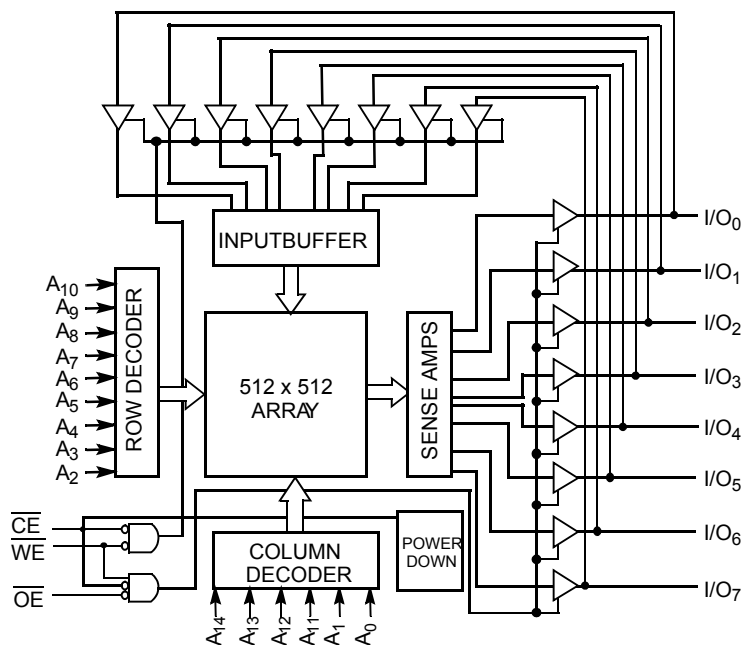 INPUTBUFFER
I/O0
I/O1
I/O2
I/O3
I/O4
I/O5
I/O6
I/O7
A10
A9
A8
A7
A6
A5
A4
A3
A2
ROW DECODER
512 x 512
ARRAY
SENSE AMPS
CE
WE
OE
COLUMN
DECODER
POWER
DOWN
A14
A13
A12
A11
A1
A0